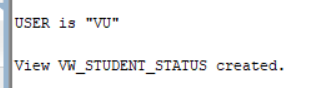 USER is "VU"
View VW_STUDENT_STATUS created.